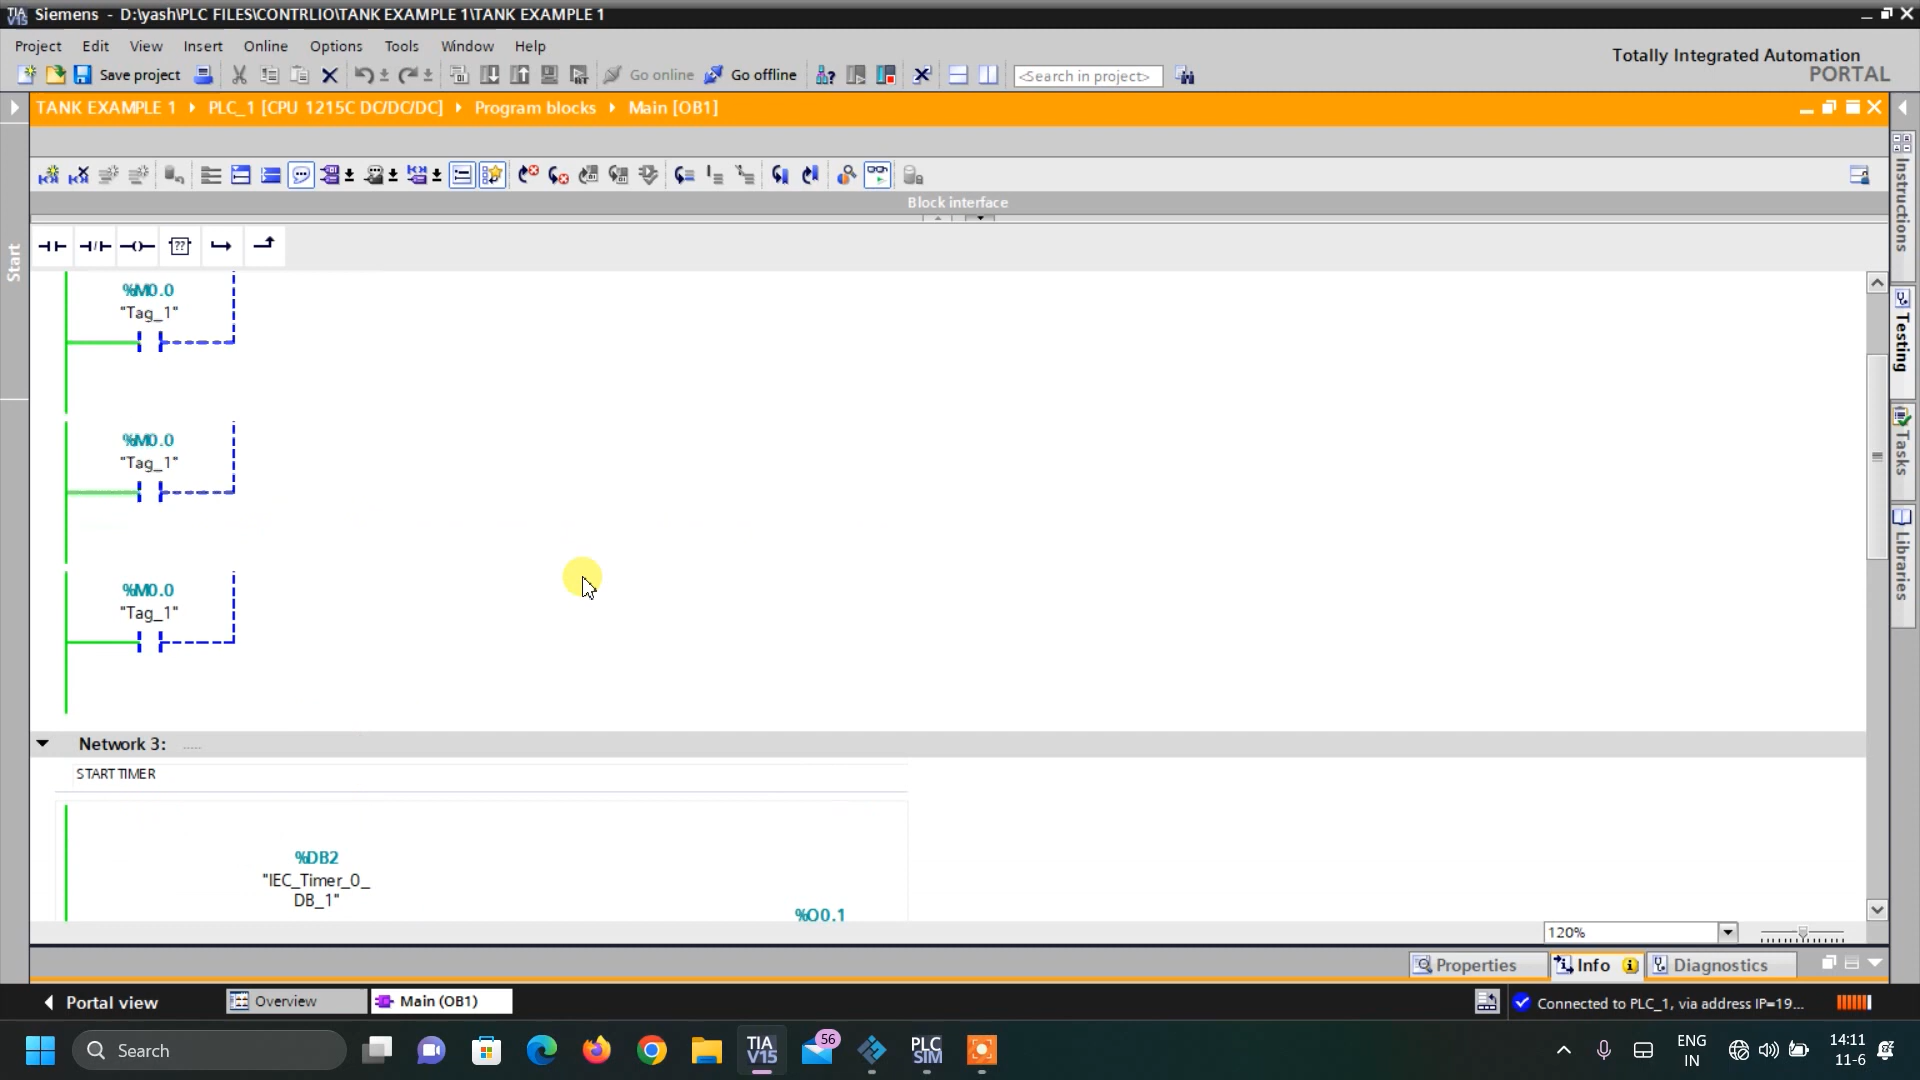 TIA V15 Siemens - D:\yash\PLC FILES\CONTRLIO\TANK EXAMPLE 1\TANK EXAMPLE 1
Project Edit View Insert Online Options Tools Window Help
Totally Integrated Automation
PORTAL
Save project Go online Go offline <Search in project>
TANK EXAMPLE 1 PLC_1 [CPU 1215C DC/DC/DC] Program blocks Main [OB1]
Block interface
??
Start
Instructions
Testing
Tasks
Libraries
%M0.0
"Tag_1"
%M0.0
"Tag_1"
%M0.0
"Tag_1"
Network 3: .....
START TIMER
%DB2
"IEC_Timer_0_
DB_1"
%Q0.1
120%
Properties Info Diagnostics
Portal view Overview Main (OB1) Connected to PLC_1, via address IP=19...
Search
TIA V15
56
PLC SIM
ENG
IN
14:11
11-6